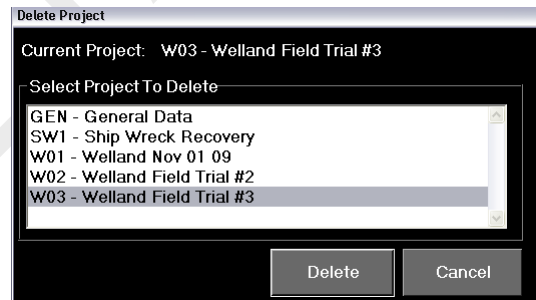 Delete Project
Current Project: W03 - Welland Field Trial #3
Select Project To Delete
GEN - General Data
SW1 - Ship Wreck Recovery
W01 - Welland Nov 01 09
W02 - Welland Field Trial #2
W03 - Welland Field Trial #3
Delete Cancel